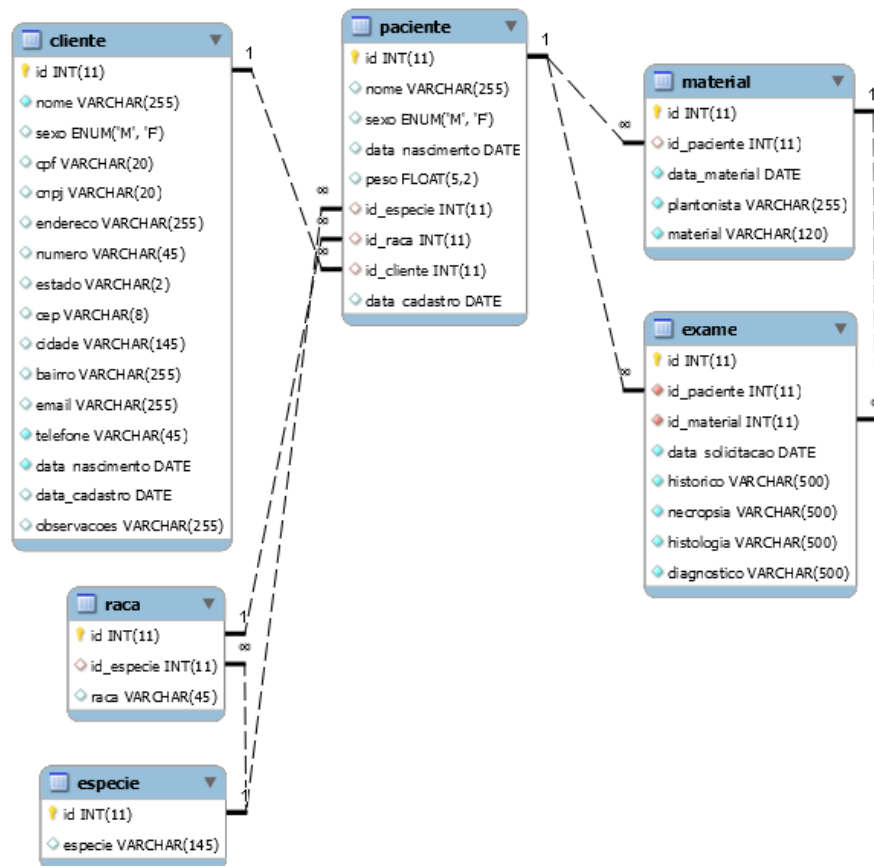 cliente
id INT(11)
nome VARCHAR(255)
sexo ENUM('M', 'F')
cpf VARCHAR(20)
cnpj VARCHAR(20)
endereco VARCHAR(255)
numero VARCHAR(45)
estado VARCHAR(2)
cep VARCHAR(8)
cidade VARCHAR(145)
bairro VARCHAR(255)
email VARCHAR(255)
telefone VARCHAR(45)
data_nascimento DATE
data_cadastro DATE
observacoes VARCHAR(255)
1
paciente
id INT(11)
nome VARCHAR(255)
sexo ENUM('M', 'F')
data_nascimento DATE
peso FLOAT(5,2)
id_especie INT(11)
id_raca INT(11)
id_cliente INT(11)
data_cadastro DATE
∞
∞
∞
1
material
id INT(11)
id_paciente INT(11)
data_material DATE
plantonista VARCHAR(255)
material VARCHAR(120)
∞
1
exame
id INT(11)
id_paciente INT(11)
id_material INT(11)
data_solicitacao DATE
historico VARCHAR(500)
necropsia VARCHAR(500)
histologia VARCHAR(500)
diagnostico VARCHAR(500)
∞
raca
id INT(11)
id_especie INT(11)
raca VARCHAR(45)
1
∞
especie
id INT(11)
especie VARCHAR(145)
1